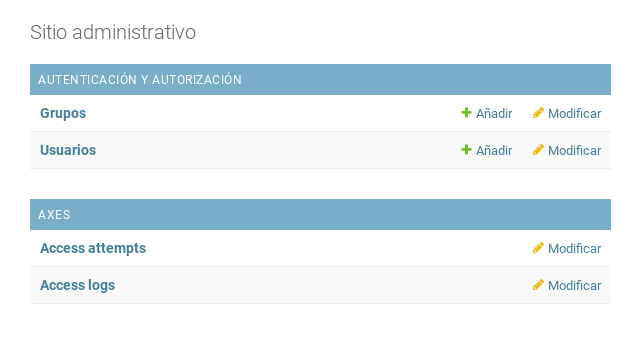 Sitio administrativo
AUTENTICACIÓN Y AUTORIZACIÓN
Grupos Añadir Modificar
Usuarios Añadir Modificar
AXES
Access attempts Modificar
Access logs Modificar